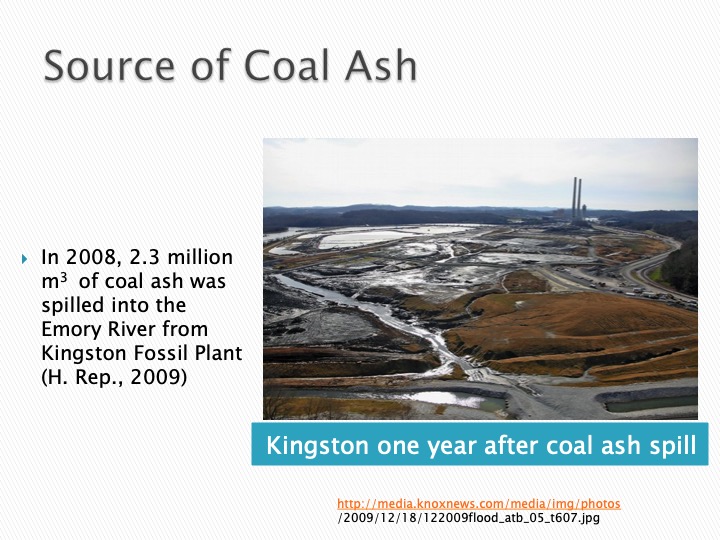 Source of Coal Ash
In 2008, 2.3 million
m³ of coal ash was
spilled into the
Emory River from
Kingston Fossil Plant
(H. Rep., 2009)
Kingston one year after coal ash spill
http://media.knoxnews.com/media/img/photos
/2009/12/18/122009flood_atb_05_t607.jpg